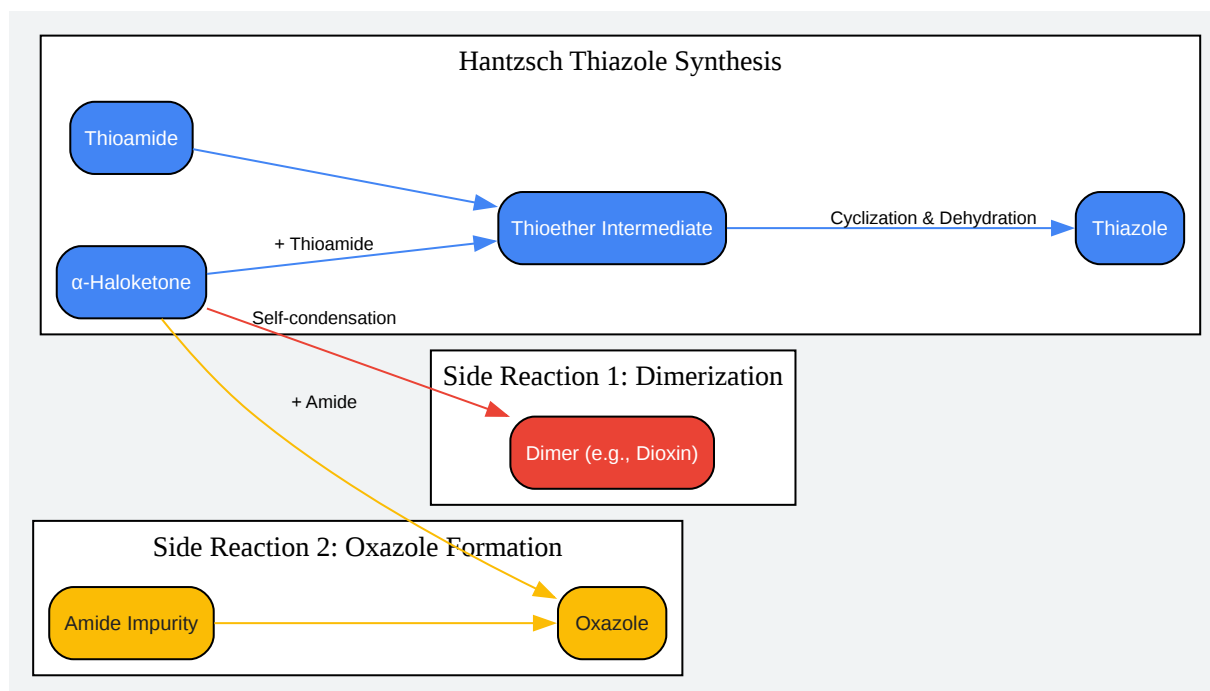 Hantzsch Thiazole Synthesis
Thioamide
Thioether Intermediate
Cyclization & Dehydration
Thiazole
+ Thioamide
α-Haloketone
Self-condensation
Side Reaction 1: Dimerization
+ Amide
Dimer (e.g., Dioxin)
Side Reaction 2: Oxazole Formation
Amide Impurity
Oxazole